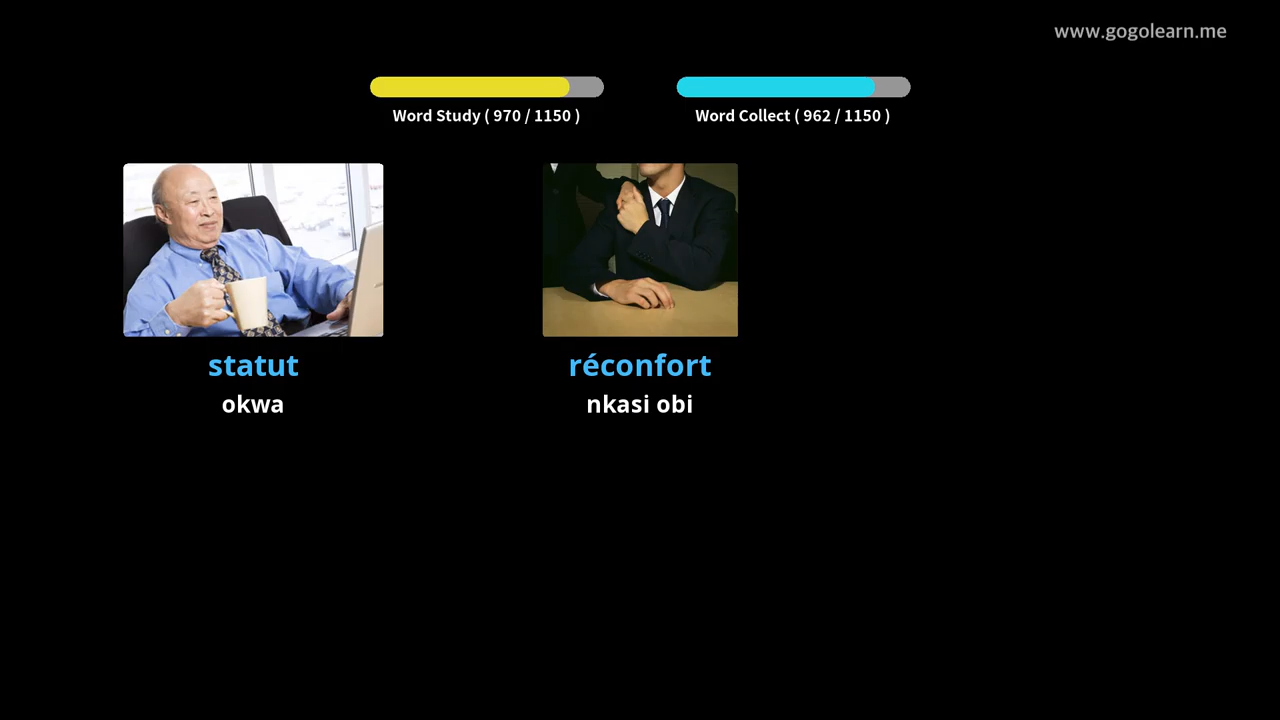 www.gogolearn.me
Word Study ( 970 / 1150 )
Word Collect ( 962 / 1150 )
statut
okwa
réconfort
nkasi obi